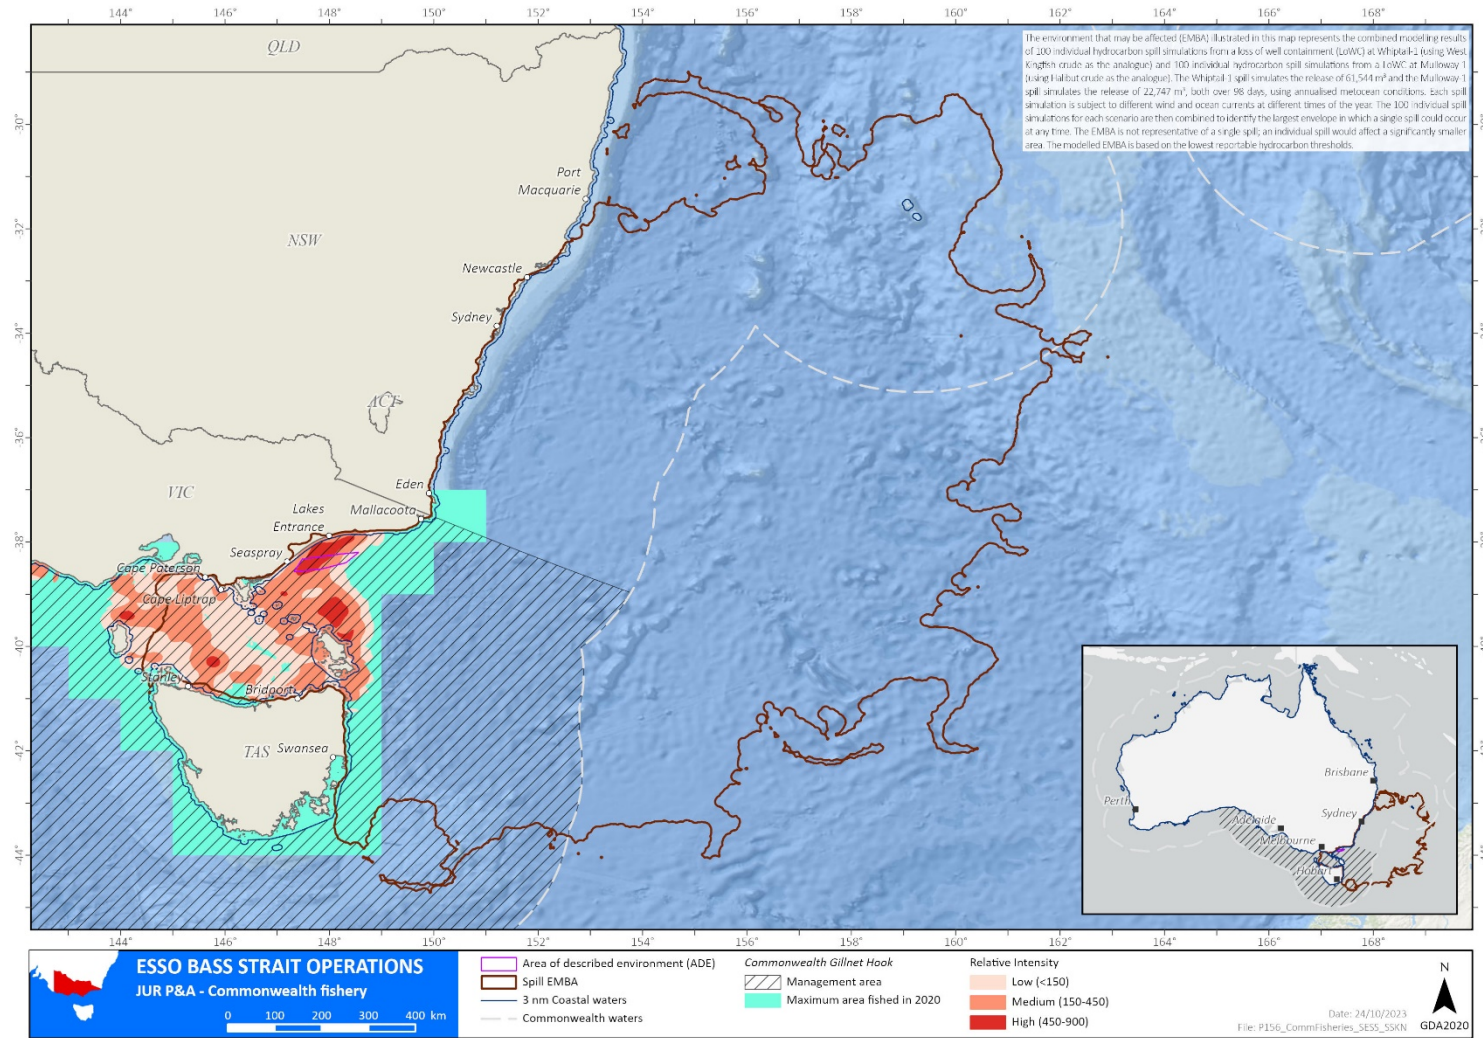 144°
146°
148°
150°
152°
154°
156°
158°
160°
162°
164°
166°
168°
The environment that may be affected (EMBA) illustrated in this map represents the combined modelling results
of 100 individual hydrocarbon spill simulations from a loss of well containment (LoWC) at Whiptail-1 (using West
Kingfish crude as the analogue) and 100 individual hydrocarbon spill simulations from a LoWC at Mulloway-1
(using Halibut crude as the analogue). The Whiptail-1 spill simulates the release of 61,544 m³ and the Mulloway-1
spill simulates the release of 22,747 m³, both over 98 days, using annualised metocean conditions. Each spill
simulation is subject to different wind and ocean currents at different times of the year. The 100 individual spill
simulations for each scenario are then combined to identify the largest envelope in which a single spill could occur
at any time. The EMBA is not representative of a single spill; an individual spill would affect a significantly smaller
area. The modelled EMBA is based on the lowest reportable hydrocarbon thresholds.
QLD
-30°
Port
Macquarie
-32°
NSW
Newcastle
Sydney
-34°
ACT
-36°
Eden
VIC
Lakes
Entrance
Mallacoota
-38°
Seaspray
Cape Paterson
Cape Liptrap
-40°
Stanley
Bridport
-42°
TAS
Swansea
-44°
Brisbane
Perth
Sydney
Adelaide
Melbourne
Hobart
144°
146°
148°
150°
152°
154°
156°
158°
160°
162°
164°
166°
168°
ESSO BASS STRAIT OPERATIONS
JUR P&A - Commonwealth fishery
0 100 200 300 400 km
Area of described environment (ADE)
Spill EMBA
3 nm Coastal waters
Commonwealth waters
Commonwealth Gillnet Hook
Management area
Maximum area fished in 2020
Relative Intensity
Low (<150)
Medium (150-450)
High (450-900)
N
GDA2020
Date: 24/10/2023
File: P156_CommFisheries_SESS_SSKN